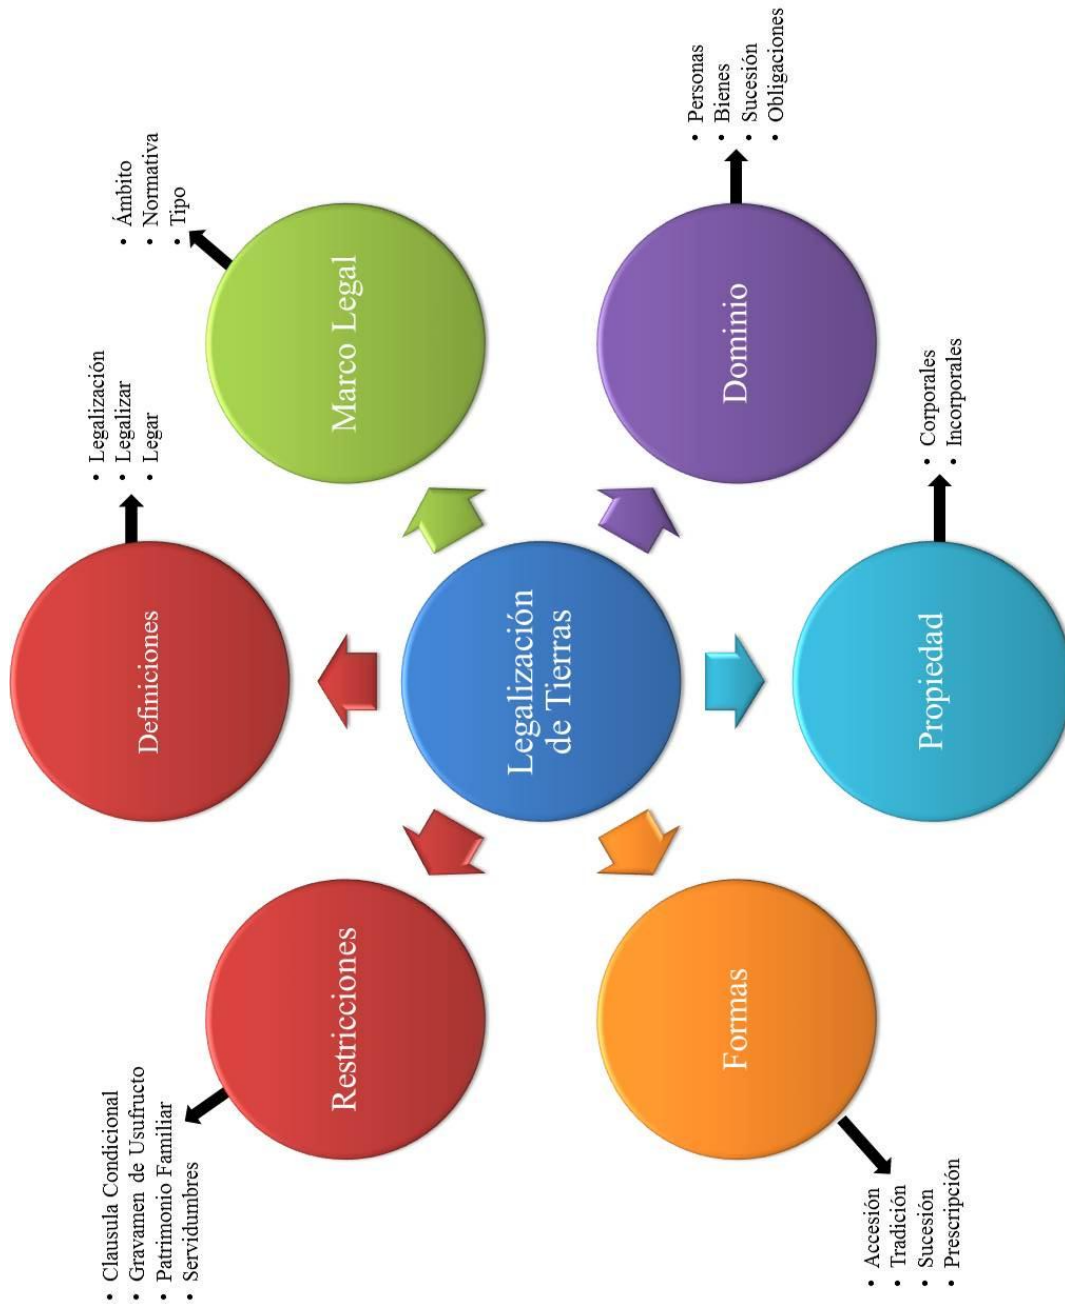 Legalización
de Tierras
Definiciones
• Legalización
• Legalizar
• Legar
Marco Legal
• Ámbito
• Normativa
• Tipo
Dominio
• Personas
• Bienes
• Sucesión
• Obligaciones
Propiedad
• Corporales
• Incorporales
Formas
• Accesión
• Tradición
• Sucesión
• Prescripción
Restricciones
• Clausula Condicional
• Gravamen de Usufructo
• Patrimonio Familiar
• Servidumbres